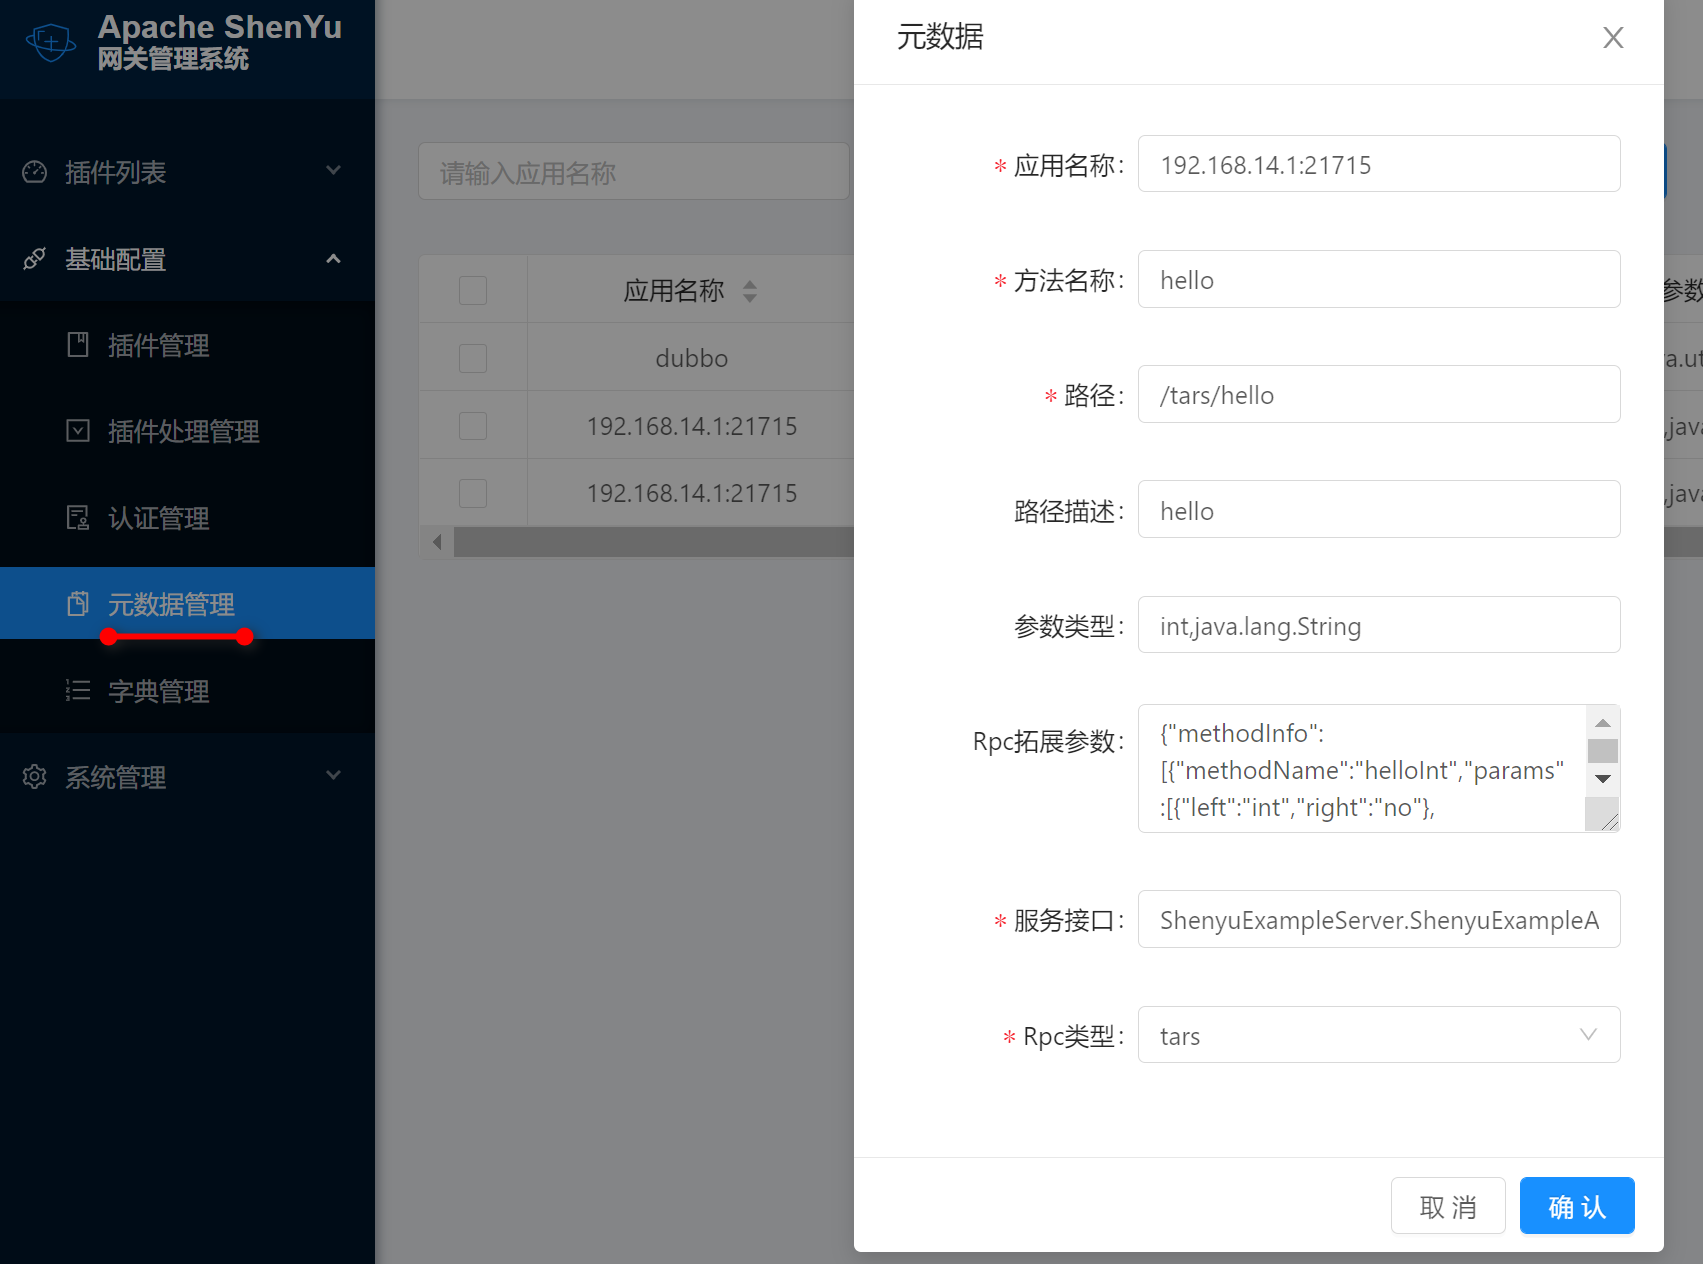 Apache ShenYu
网关管理系统
插件列表
基础配置
插件管理
插件处理管理
认证管理
元数据管理
字典管理
系统管理
请输入应用名称
应用名称
dubbo
192.168.14.1:21715
192.168.14.1:21715
参数
a.ut
,java
,java
元数据
* 应用名称: 192.168.14.1:21715
* 方法名称: hello
* 路径: /tars/hello
路径描述: hello
参数类型: int,java.lang.String
Rpc拓展参数: {"methodInfo":
[{"methodName":"helloInt","params"
:[{"left":"int","right":"no"},
* 服务接口: ShenyuExampleServer.ShenyuExampleA
* Rpc类型: tars
取 消
确 认